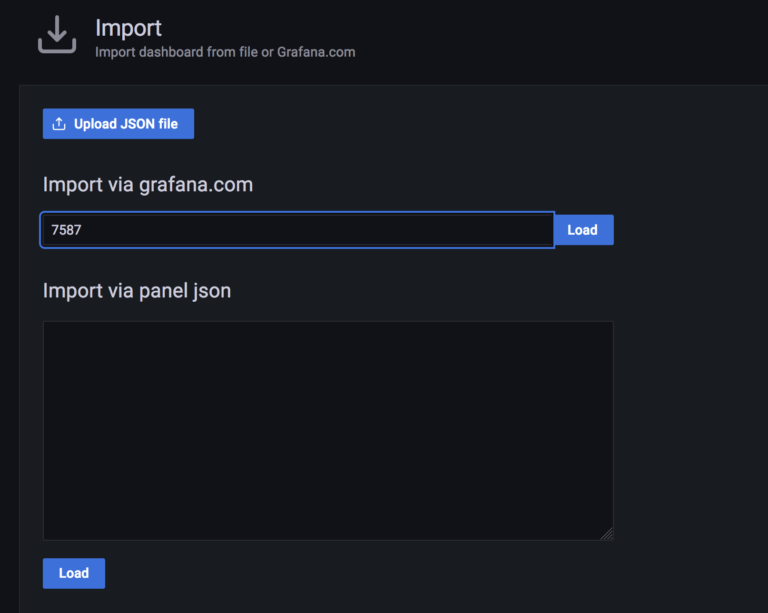 Import
Import dashboard from file or Grafana.com
Upload JSON file
Import via grafana.com
7587
Load
Import via panel json
Load